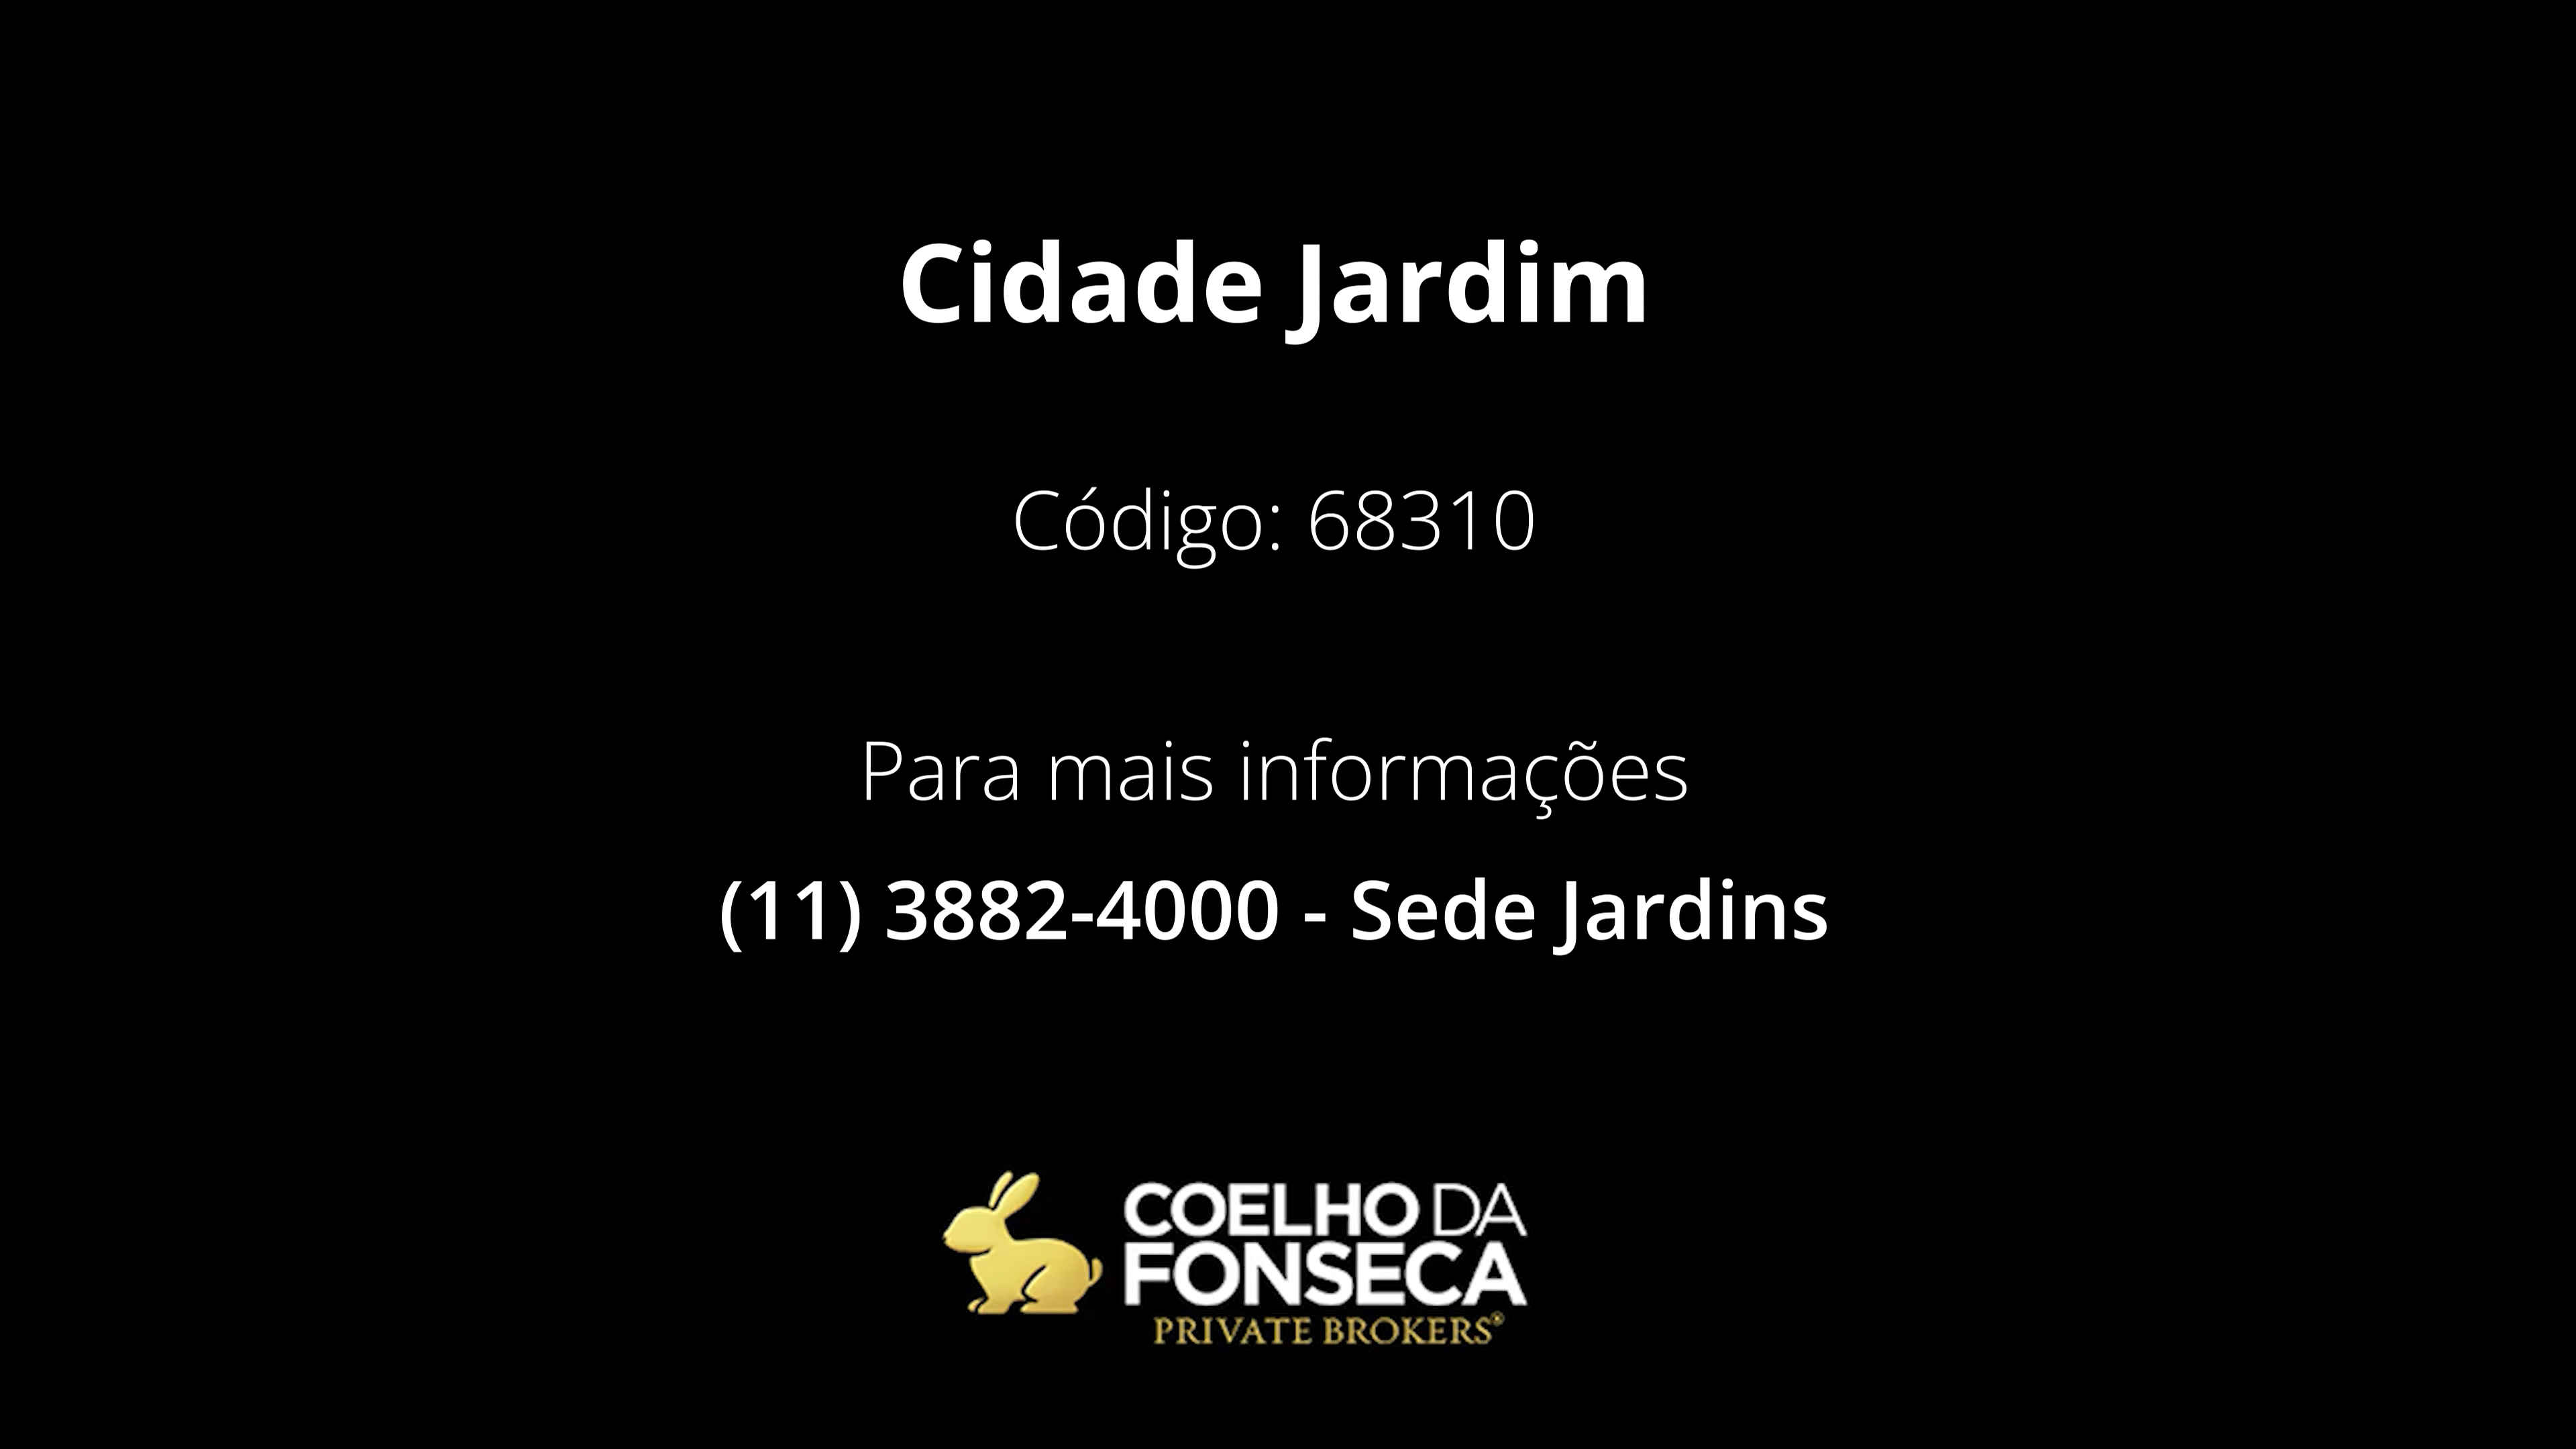 Cidade Jardim
Código: 68310
Para mais informações
(11) 3882-4000 - Sede Jardins
COELHO DA
FONSECA
PRIVATE BROKERS®